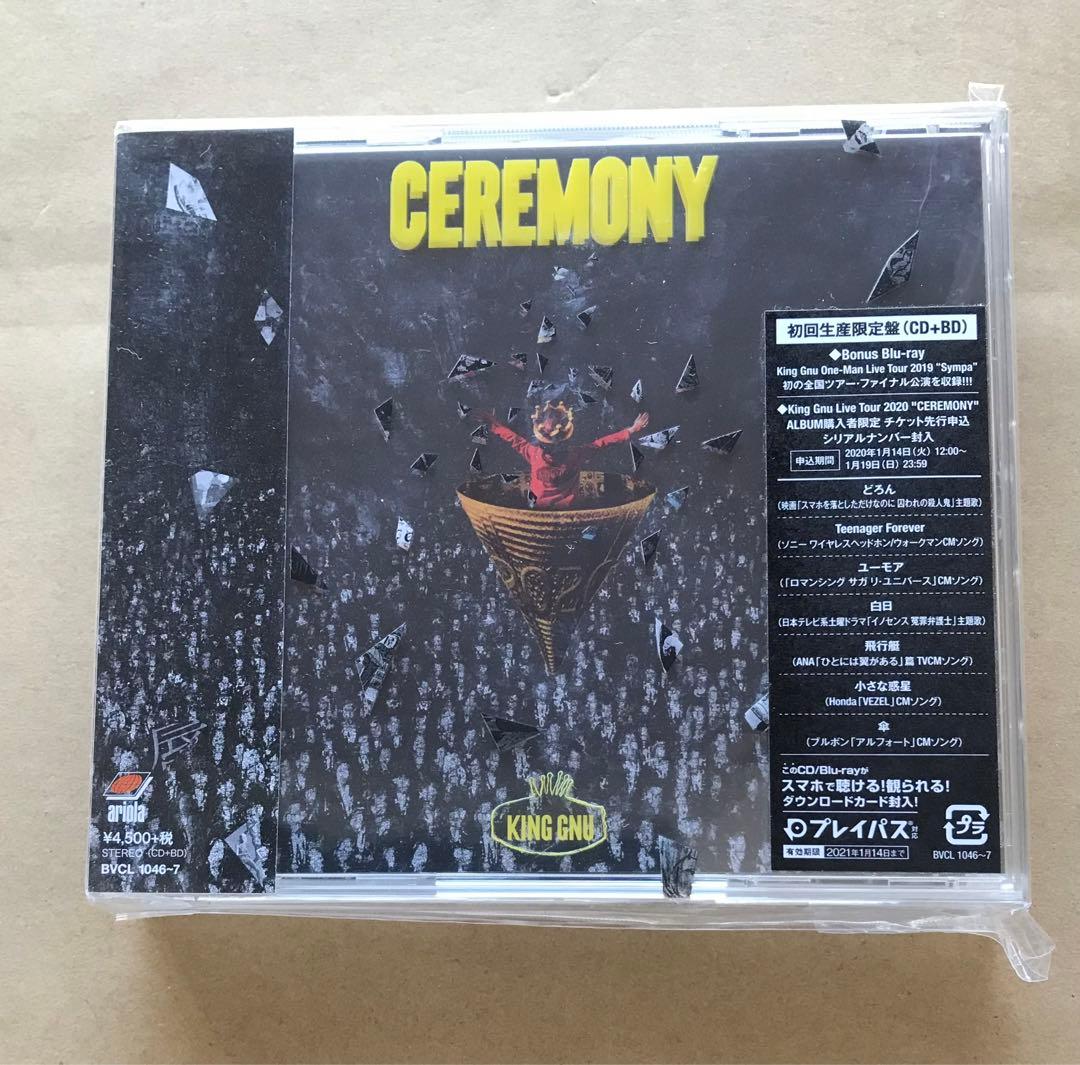 CEREMONY
KING GNU
ariola
¥4,500+税
STEREO (CD+BD)
BVCL 1046~7
初回生産限定盤(CD+BD)
◆Bonus Blu-ray
King Gnu One-Man Live Tour 2019 "Sympa"
初の全国ツアー・ファイナル公演を収録!!!
◆King Gnu Live Tour 2020 "CEREMONY"
ALBUM購入者限定 チケット先行申込
シリアルナンバー封入
申込期間 2020年1月14日(火) 12:00~
1月19日(日) 23:59
どろん
(映画「スマホを落としただけなのに 囚われの殺人鬼」主題歌)
Teenager Forever
(ソニー ワイヤレスヘッドホン/ウォークマンCMソング)
ユーモア
(「ロマンシング サガ リ・ユニバース」CMソング)
白日
(日本テレビ系土曜ドラマ「イノセンス 冤罪弁護士」主題歌)
飛行艇
(ANA「ひとには翼がある」篇 TVCMソング)
小さな惑星
(Honda「VEZEL」CMソング)
傘
(ブルボン「アルフォート」CMソング)
このCD/Blu-rayが
スマホで聴ける!観られる!
ダウンロードカード封入!
プレイパス対応
プラ
有効期限 2021年1月14日まで
BVCL 1046~7